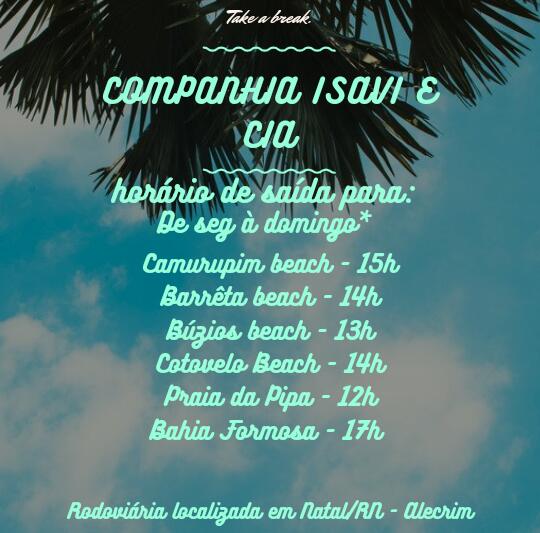 Take a break.
COMPANHIA ISAVI E
CIA
horário de saída para:
De seg à domingo*
Camurupim beach - 15h
Barrêta beach - 14h
Búzios beach - 13h
Cotovelo Beach - 14h
Praia da Pipa - 12h
Bahia Formosa - 17h
Rodoviária localizada em Natal/RN - Alecrim